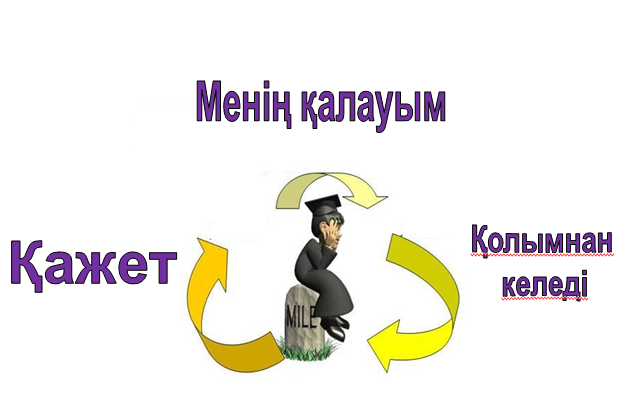 Менің қалауым
Қажет
Қолымнан
келеді
MILE